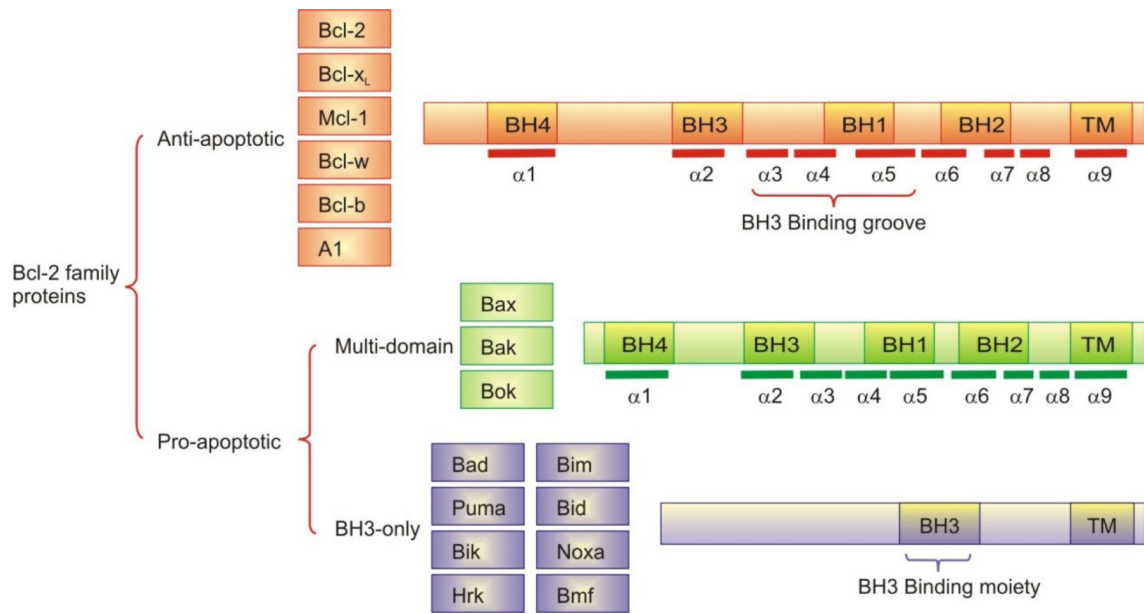 Bcl-2
Bcl-xL
Mcl-1
Bcl-w
Bcl-b
A1
Anti-apoptotic
BH4 BH3 BH1 BH2 TM
α1 α2 α3 α4 α5 α6 α7 α8 α9
BH3 Binding groove
Bcl-2 family
proteins
Bax
Bak
Bok
Multi-domain
BH4 BH3 BH1 BH2 TM
α1 α2 α3 α4 α5 α6 α7 α8 α9
Pro-apoptotic
Bad Bim
Puma Bid
Bik Noxa
Hrk Bmf
BH3-only
BH3 TM
BH3 Binding moiety